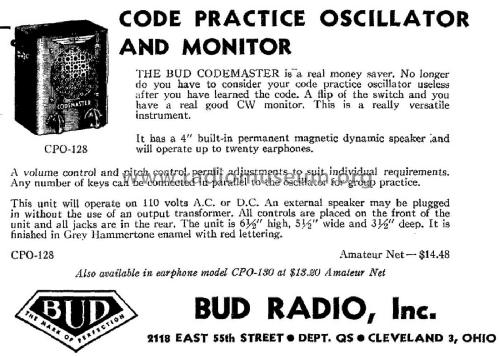 CODE PRACTICE OSCILLATOR
AND MONITOR
THE BUD CODEMASTER is a real money saver. No longer
do you have to consider your code practice oscillator useless
after you have learned the code. A flip of the switch and you
have a real good CW monitor. This is a really versatile
instrument.
CODEMASTER
CPO-128
It has a 4" built-in permanent magnetic dynamic speaker and
will operate up to twenty earphones.
A volume control and pitch control permit adjustments to suit individual requirements.
Any number of keys can be connected in parallel to the oscillator for group practice.
www.radiomuseum.org
This unit will operate on 110 volts A.C. or D.C. An external speaker may be plugged
in without the use of an output transformer. All controls are placed on the front of the
unit and all jacks are in the rear. The unit is 6½" high, 5½" wide and 3½" deep. It is
finished in Grey Hammertone enamel with red lettering.
CPO-128 Amateur Net—$14.48
Also available in earphone model CPO-130 at $13.20 Amateur Net
BUD
THE MARK OF PERFECTION
BUD RADIO, Inc.
2118 EAST 55th STREET • DEPT. QS • CLEVELAND 3, OHIO